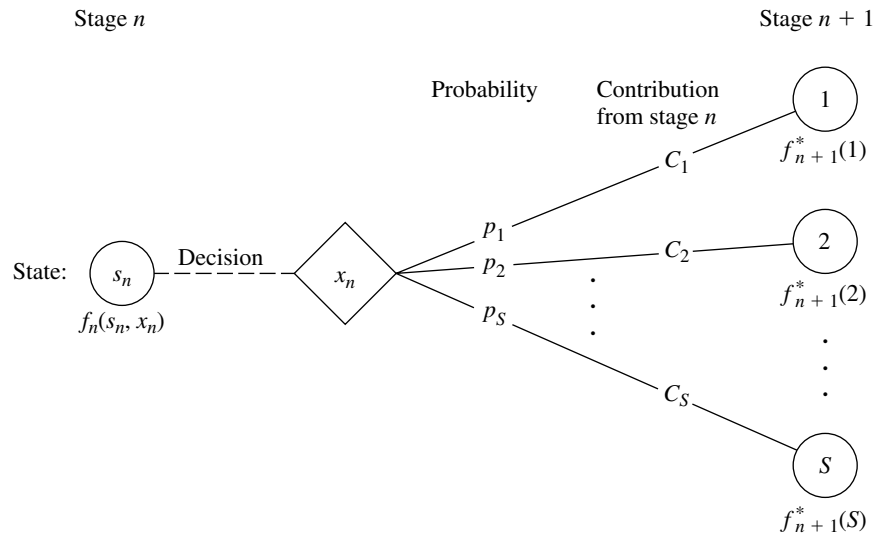 Stage n
Stage n + 1
Probability
Contribution
from stage n
1
f*n + 1(1)
C1
p1
2
f*n + 1(2)
C2
p2
State:
sn
Decision
xn
fn(sn, xn)
pS
CS
S
f*n + 1(S)